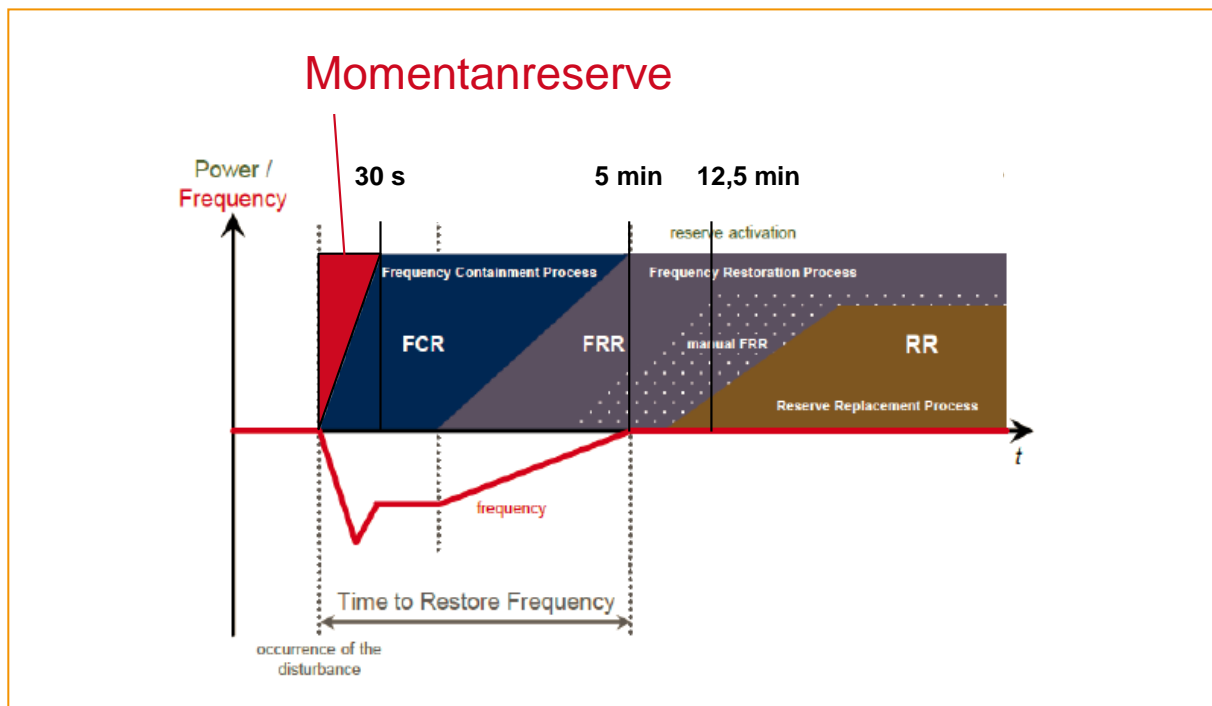 Momentanreserve
Power /
Frequency
30 s
5 min
12,5 min
reserve activation
Frequency Containment Process
Frequency Restoration Process
FCR
FRR
manual FRR
RR
Reserve Replacement Process
t
frequency
Time to Restore Frequency
occurrence of the
disturbance